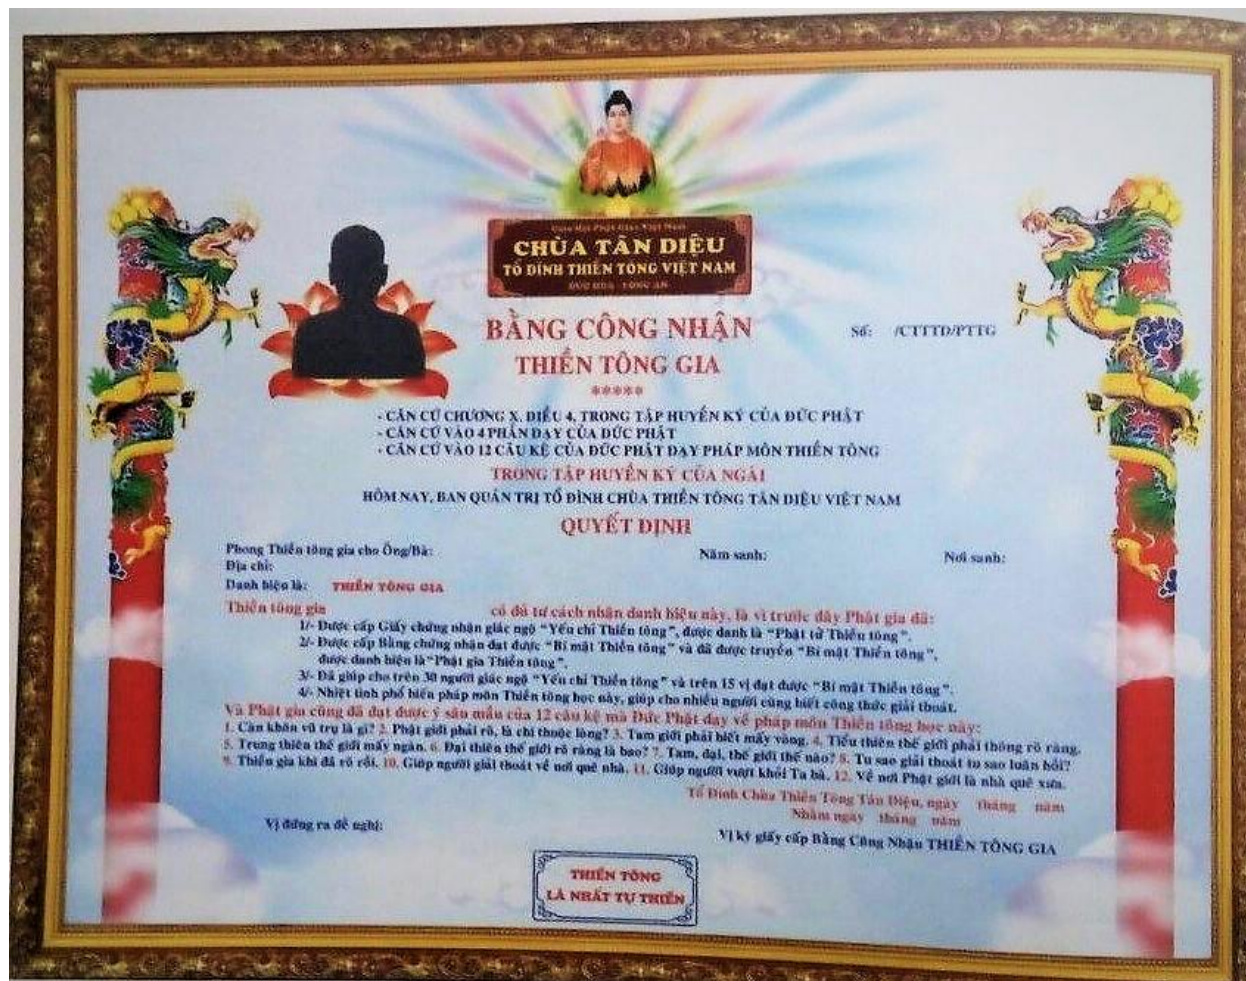 Giáo Hội Phật Giáo Việt Nam
CHÙA TÂN DIỆU
TỔ ĐÌNH THIỀN TÔNG VIỆT NAM
ĐỨC HÒA - LONG AN
BẰNG CÔNG NHẬN
Số: /CTTTD/PTTG
THIỀN TÔNG GIA
*****
- CĂN CỨ CHƯƠNG X, ĐIỀU 4, TRONG TẬP HUYỀN KÝ CỦA ĐỨC PHẬT
- CĂN CỨ VÀO 4 PHẦN DẠY CỦA ĐỨC PHẬT
- CĂN CỨ VÀO 12 CÂU KỆ CỦA ĐỨC PHẬT DẠY PHÁP MÔN THIỀN TÔNG
TRONG TẬP HUYỀN KÝ CỦA NGÀI
HÔM NAY, BAN QUẢN TRỊ TỔ ĐÌNH CHÙA THIỀN TÔNG TÂN DIỆU VIỆT NAM
QUYẾT ĐỊNH
Phong Thiền tông gia cho Ông/Bà: Năm sanh: Nơi sanh:
Địa chỉ:
Danh hiệu là: THIỀN TÔNG GIA
Thiền tông gia có đủ tư cách nhận danh hiệu này, là vì trước đây Phật gia đã:
1/- Được cấp Giấy chứng nhận giác ngộ "Yếu chỉ Thiền tông", được danh là "Phật tử Thiền tông".
2/- Được cấp Bằng chứng nhận đạt được "Bí mật Thiền tông" và đã được truyền "Bí mật Thiền tông",
được danh hiệu là "Phật gia Thiền tông".
3/- Đã giúp cho trên 30 người giác ngộ "Yếu chỉ Thiền tông" và trên 15 vị đạt được "Bí mật Thiền tông".
4/- Nhiệt tình phổ biến pháp môn Thiền tông học này, giúp cho nhiều người cùng biết công thức giải thoát.
Và Phật gia cũng đã đạt được ý sâu mầu của 12 câu kệ mà Đức Phật dạy về pháp môn Thiền tông học này:
1. Càn khôn vũ trụ là gì? 2. Phật giới phải rõ, là chi thuộc lòng? 3. Tam giới phải biết mấy vòng. 4. Tiểu thiên thế giới phải thông rõ ràng.
5. Trung thiên thế giới mấy ngàn. 6. Đại thiên thế giới rõ ràng là bao? 7. Tam, đại, thế giới thế nào? 8. Tu sao giải thoát tu sao luân hồi?
9. Thiền gia khi đã rõ rồi. 10. Giúp người giải thoát về nơi quê nhà. 11. Giúp người vượt khỏi Ta bà. 12. Về nơi Phật giới là nhà quê xưa.
Tổ Đình Chùa Thiền Tông Tân Diệu, ngày tháng năm
Nhằm ngày tháng năm
Vị đứng ra đề nghị:
Vị ký giấy cấp Bằng Công Nhận THIỀN TÔNG GIA
THIỀN TÔNG
LÀ NHẤT TỰ THIỀN